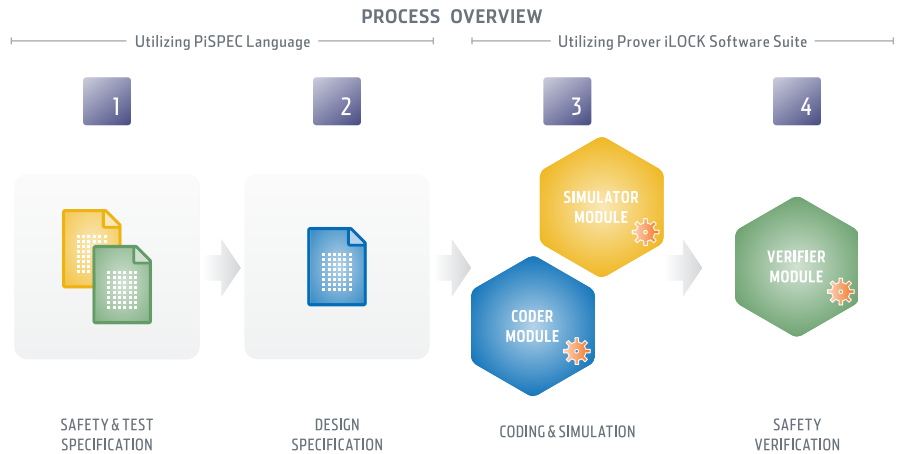 PROCESS OVERVIEW
Utilizing PiSPEC Language
Utilizing Prover iLOCK Software Suite
1
2
3
4
SIMULATOR
MODULE
VERIFIER
MODULE
CODER
MODULE
SAFETY & TEST
SPECIFICATION
DESIGN
SPECIFICATION
CODING & SIMULATION
SAFETY
VERIFICATION